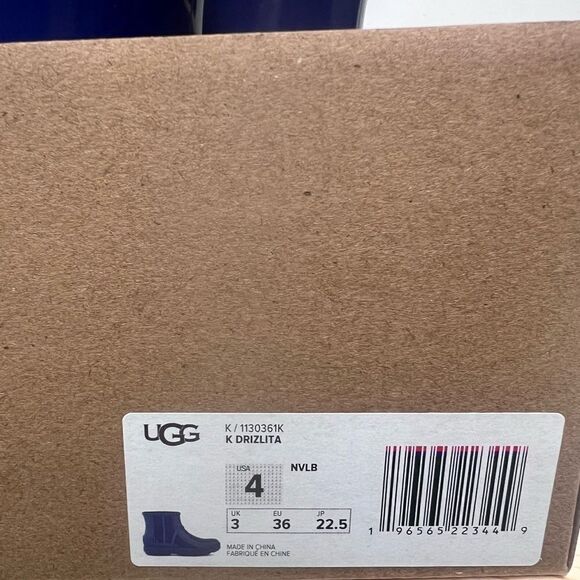 UGG
K / 1130361K
K DRIZLITA
USA
4
NVLB
UK EU JP
3 36 22.5
MADE IN CHINA
FABRIQUÉ EN CHINE
1 96565 22344 9